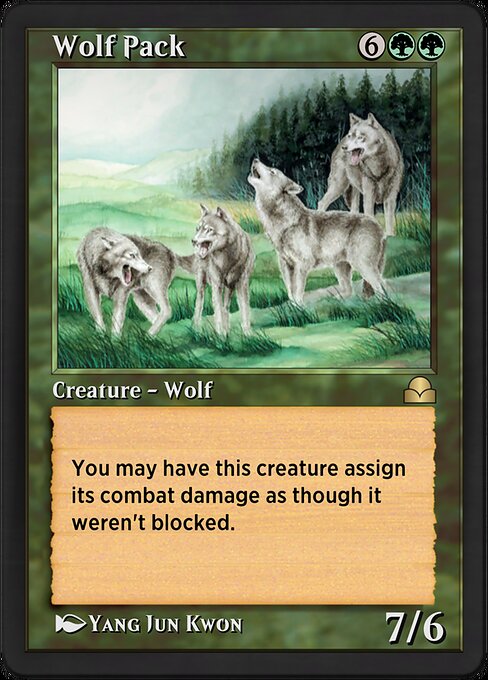 Wolf Pack 6
Creature – Wolf
You may have this creature assign
its combat damage as though it
weren't blocked.
Yang Jun Kwon 7/6